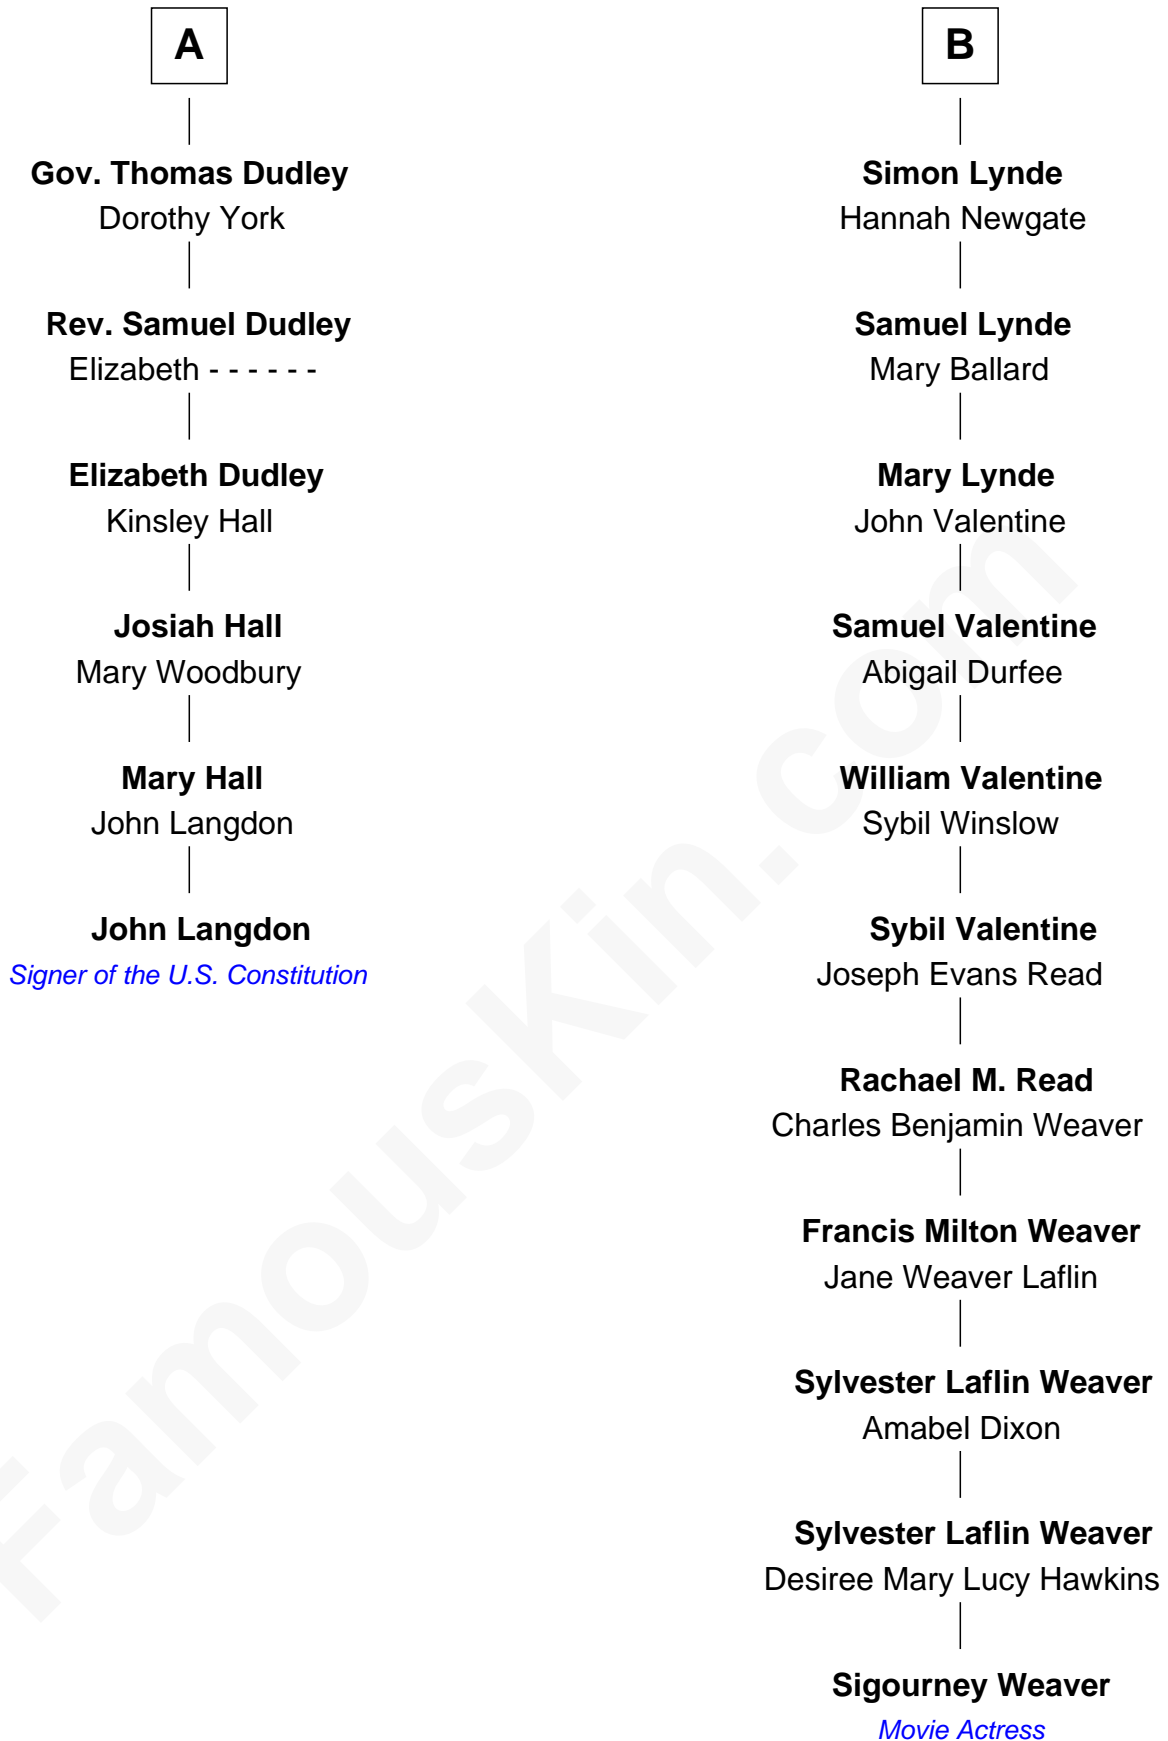 A
Gov. Thomas Dudley
Dorothy York
Rev. Samuel Dudley
Elizabeth - - - - - -
Elizabeth Dudley
Kinsley Hall
Josiah Hall
Mary Woodbury
Mary Hall
John Langdon
John Langdon
Signer of the U.S. Constitution
B
Simon Lynde
Hannah Newgate
Samuel Lynde
Mary Ballard
Mary Lynde
John Valentine
Samuel Valentine
Abigail Durfee
William Valentine
Sybil Winslow
Sybil Valentine
Joseph Evans Read
Rachael M. Read
Charles Benjamin Weaver
Francis Milton Weaver
Jane Weaver Laflin
Sylvester Laflin Weaver
Amabel Dixon
Sylvester Laflin Weaver
Desiree Mary Lucy Hawkins
Sigourney Weaver
Movie Actress
FamousKin.com